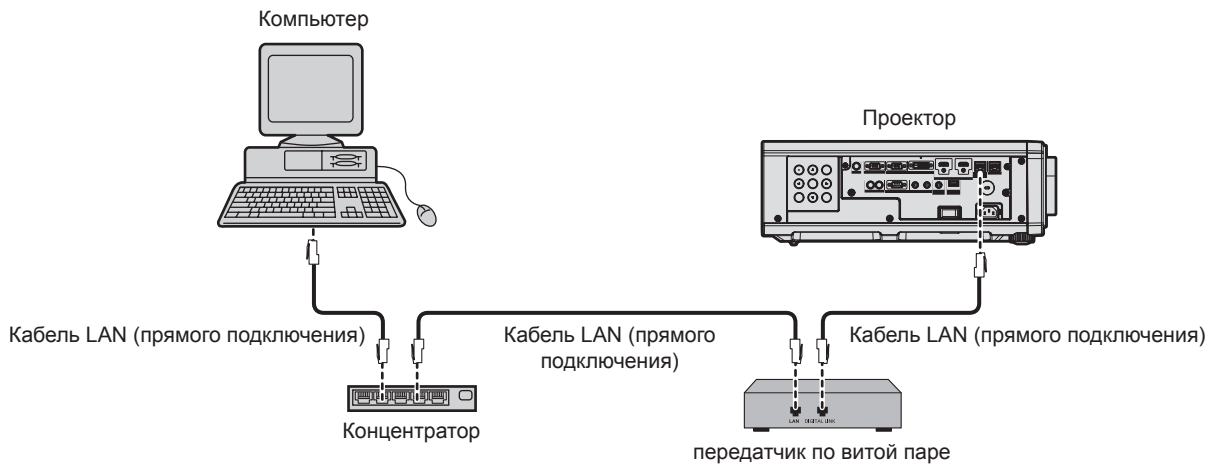 Компьютер
Проектор
Кабель LAN (прямого подключения)
Кабель LAN (прямого
подключения)
Кабель LAN (прямого подключения)
LAN DIGITAL LINK
Концентратор
передатчик по витой паре